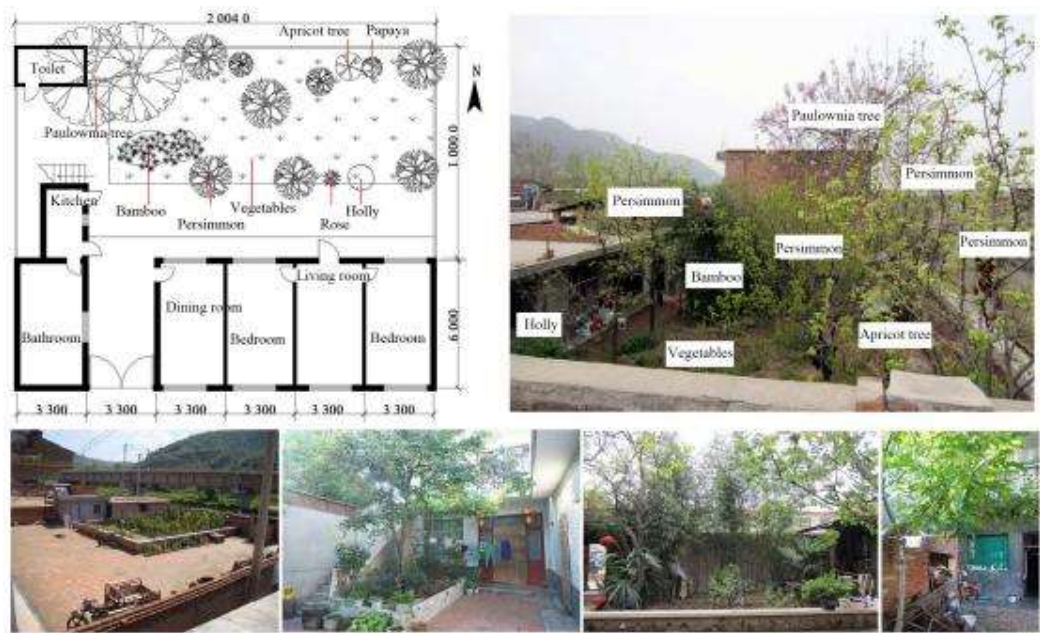 2 004 0
Apricot tree
Papaya
Toilet
N
Paulownia tree
1 000 0
Kitchen
Bamboo
Persimmon
Vegetables
Rose
Holly
Living room
Dining room
Bathroom
Bedroom
Bedroom
6 000
3 300
3 300
3 300
3 300
3 300
3 300
Paulownia tree
Persimmon
Persimmon
Persimmon
Persimmon
Bamboo
Holly
Vegetables
Apricot tree